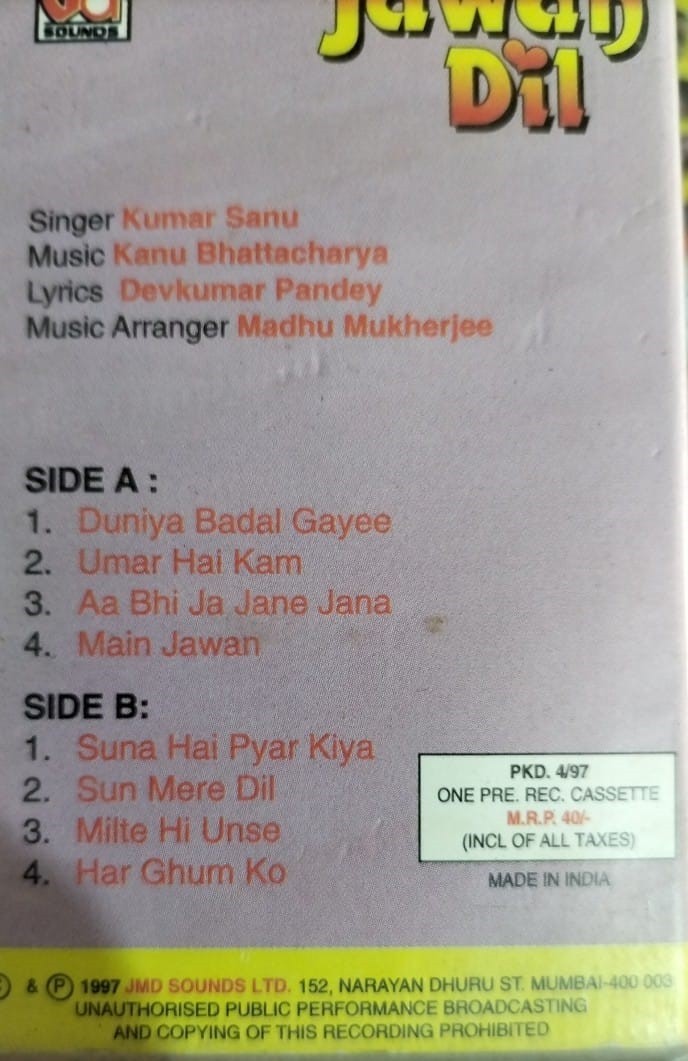 SOUNDS
Jawan
Dil
Singer Kumar Sanu
Music Kanu Bhattacharya
Lyrics Devkumar Pandey
Music Arranger Madhu Mukherjee
SIDE A :
1. Duniya Badal Gayee
2. Umar Hai Kam
3. Aa Bhi Ja Jane Jana
4. Main Jawan
SIDE B:
1. Suna Hai Pyar Kiya
2. Sun Mere Dil
3. Milte Hi Unse
4. Har Ghum Ko
PKD. 4/97
ONE PRE. REC. CASSETTE
M.R.P. 40/-
(INCL OF ALL TAXES)
MADE IN INDIA
© & ℗ 1997 JMD SOUNDS LTD. 152, NARAYAN DHURU ST. MUMBAI-400 003
UNAUTHORISED PUBLIC PERFORMANCE BROADCASTING
AND COPYING OF THIS RECORDING PROHIBITED